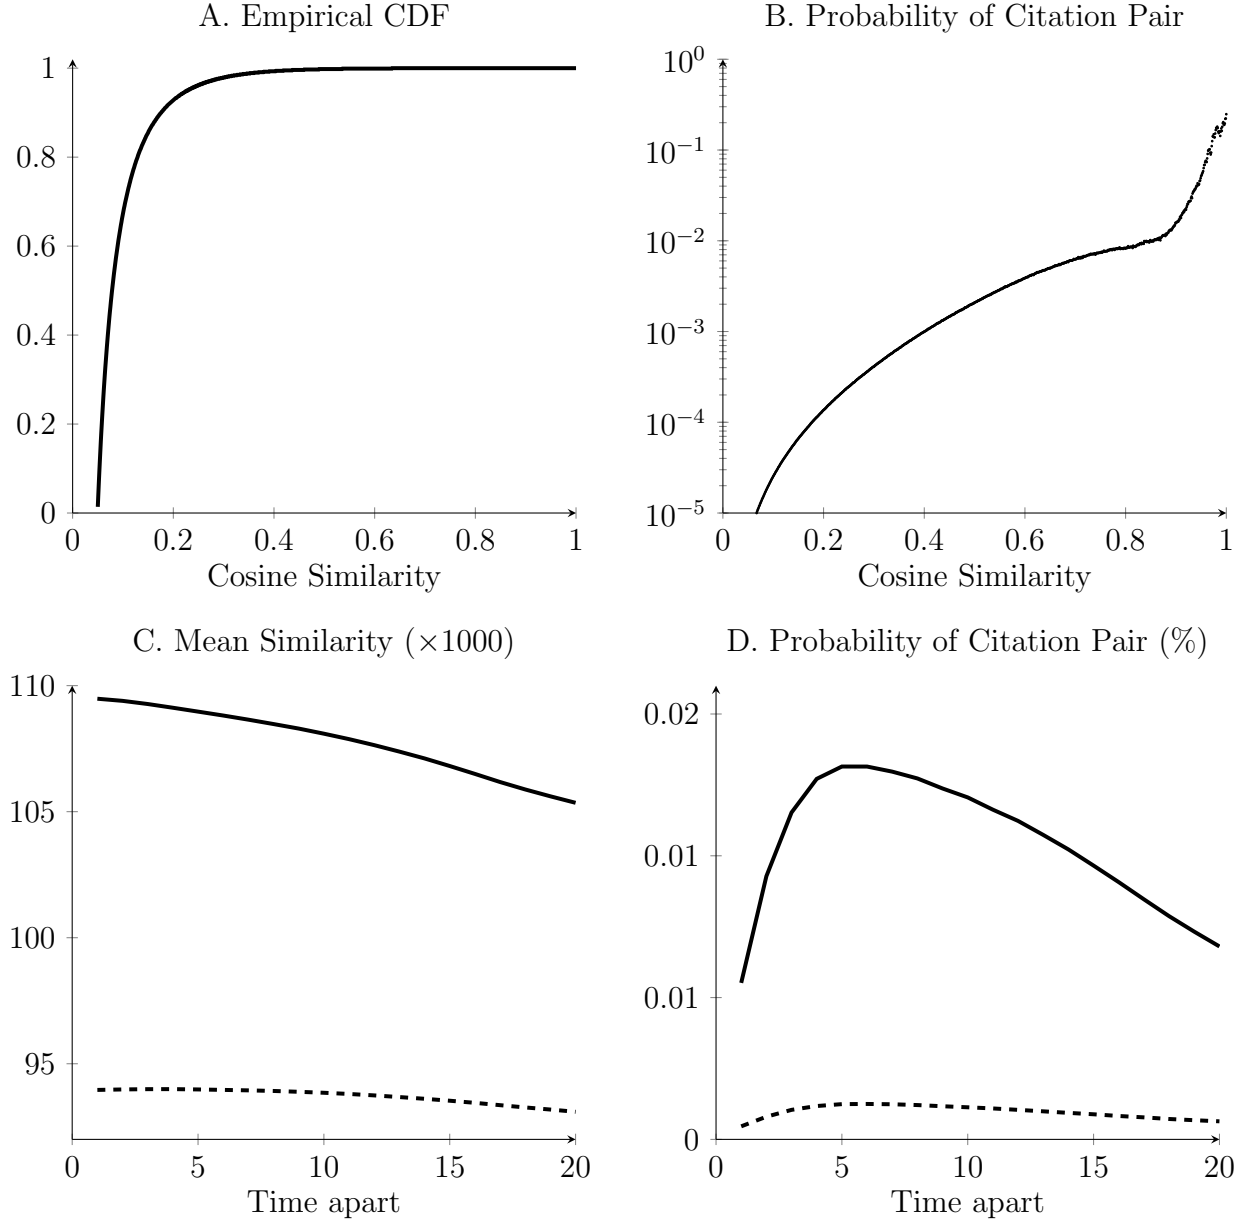 A. Empirical CDF
1
0.8
0.6
0.4
0.2
0
0 0.2 0.4 0.6 0.8 1
Cosine Similarity
B. Probability of Citation Pair
10⁰
10⁻¹
10⁻²
10⁻³
10⁻⁴
10⁻⁵
0 0.2 0.4 0.6 0.8 1
Cosine Similarity
C. Mean Similarity (×1000)
110
105
100
95
0 5 10 15 20
Time apart
D. Probability of Citation Pair (%)
0.02
0.01
0.01
0
0 5 10 15 20
Time apart